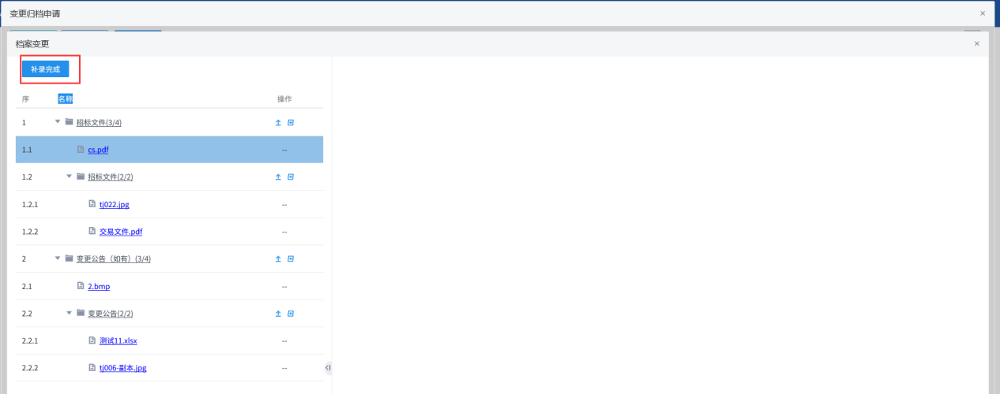 变更归档申请
档案变更
补录完成
序 名称 操作
1 招标文件(3/4)
1.1 cs.pdf --
1.2 招标文件(2/2)
1.2.1 tj022.jpg --
1.2.2 交易文件.pdf --
2 变更公告（如有）(3/4)
2.1 2.bmp --
2.2 变更公告(2/2)
2.2.1 测试11.xlsx --
2.2.2 tj006-副本.jpg --